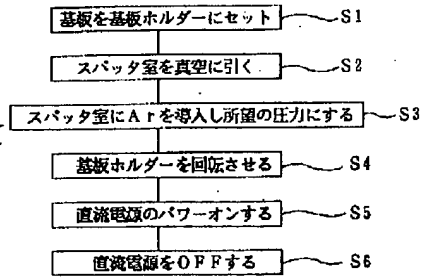 基板を基板ホルダーにセット S1
スパッタ室を真空に引く S2
スパッタ室にArを導入し所望の圧力にする S3
基板ホルダーを回転させる S4
直流電源のパワーオンする S5
直流電源をOFFする S6